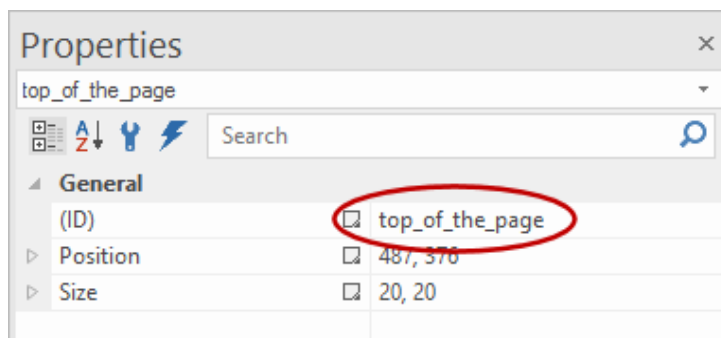 Properties
top_of_the_page
Search
General
(ID) top_of_the_page
Position 487, 376
Size 20, 20